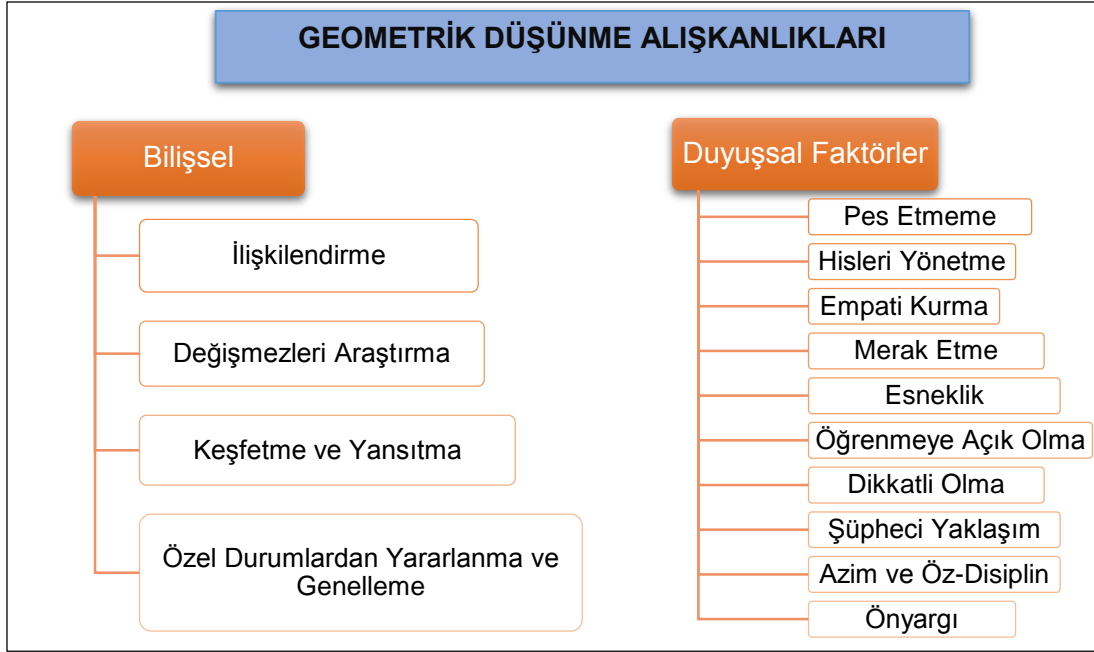 GEOMETRİK DÜŞÜNME ALIŞKANLIKLARI
Bilişsel
İlişkilendirme
Değişmezleri Araştırma
Keşfetme ve Yansıtma
Özel Durumlardan Yararlanma ve
Genelleme
Duyuşsal Faktörler
Pes Etmeme
Hisleri Yönetme
Empati Kurma
Merak Etme
Esneklik
Öğrenmeye Açık Olma
Dikkatli Olma
Şüpheci Yaklaşım
Azim ve Öz-Disiplin
Önyargı